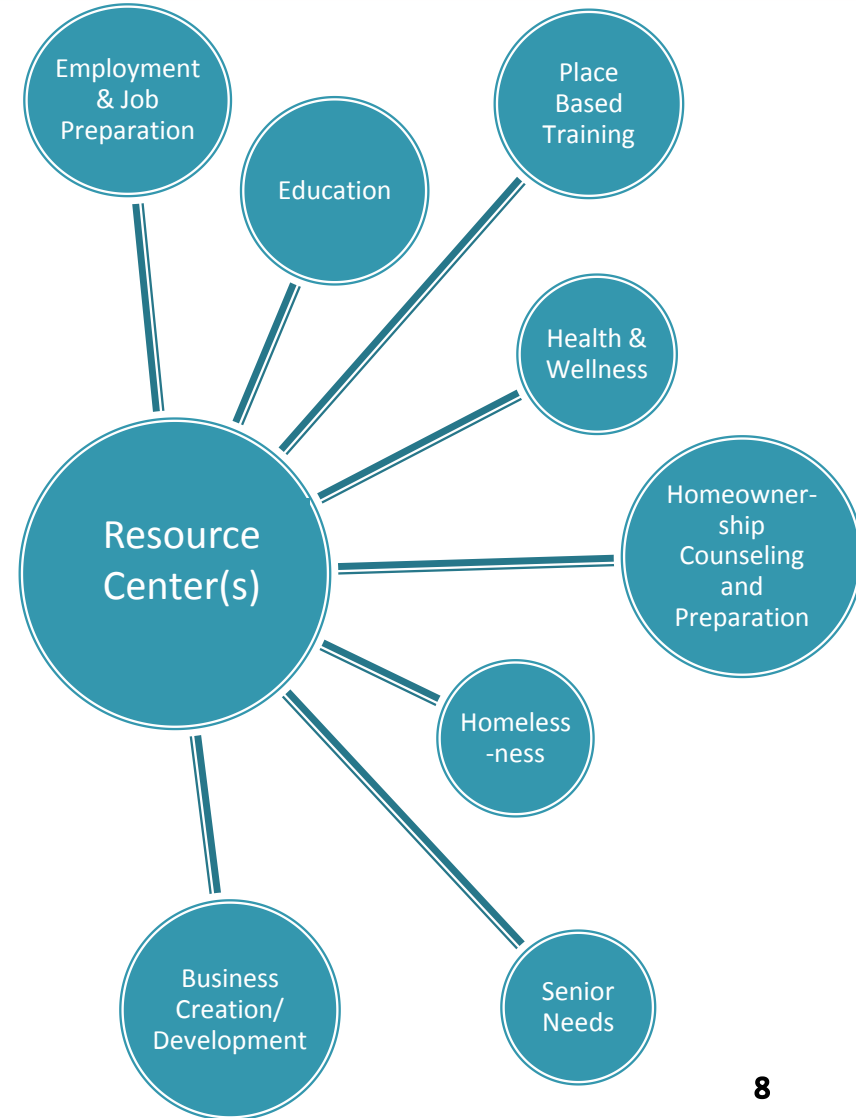 Employment
& Job
Preparation
Place
Based
Training
Education
Health &
Wellness
Resource
Center(s)
Homeowner-
ship
Counseling
and
Preparation
Homeless
-ness
Business
Creation/
Development
Senior
Needs
8